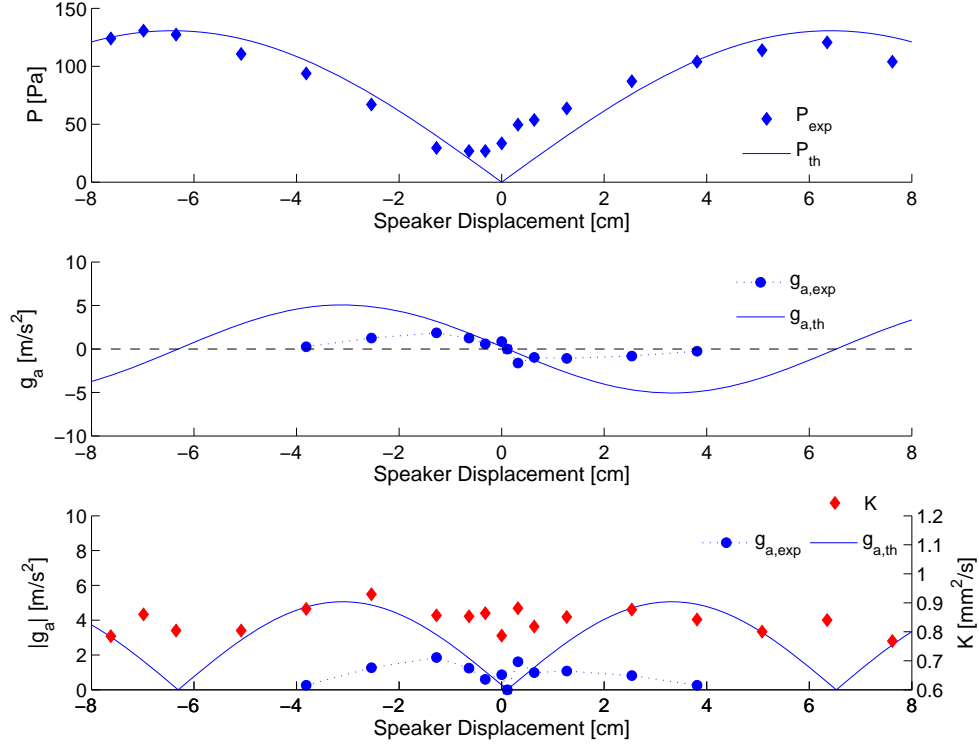 150
100
50
0
P [Pa]
P_exp
P_th
−8 −6 −4 −2 0 2 4 6 8
Speaker Displacement [cm]
10
5
0
−5
−10
g_a [m/s^2]
g_a,exp
g_a,th
−8 −6 −4 −2 0 2 4 6 8
Speaker Displacement [cm]
K
10
8
6
4
2
0
|g_a| [m/s^2]
g_a,exp g_a,th
1.2
1.1
1
0.9
0.8
0.7
0.6
K [mm^2/s]
−8 −6 −4 −2 0 2 4 6 8
Speaker Displacement [cm]